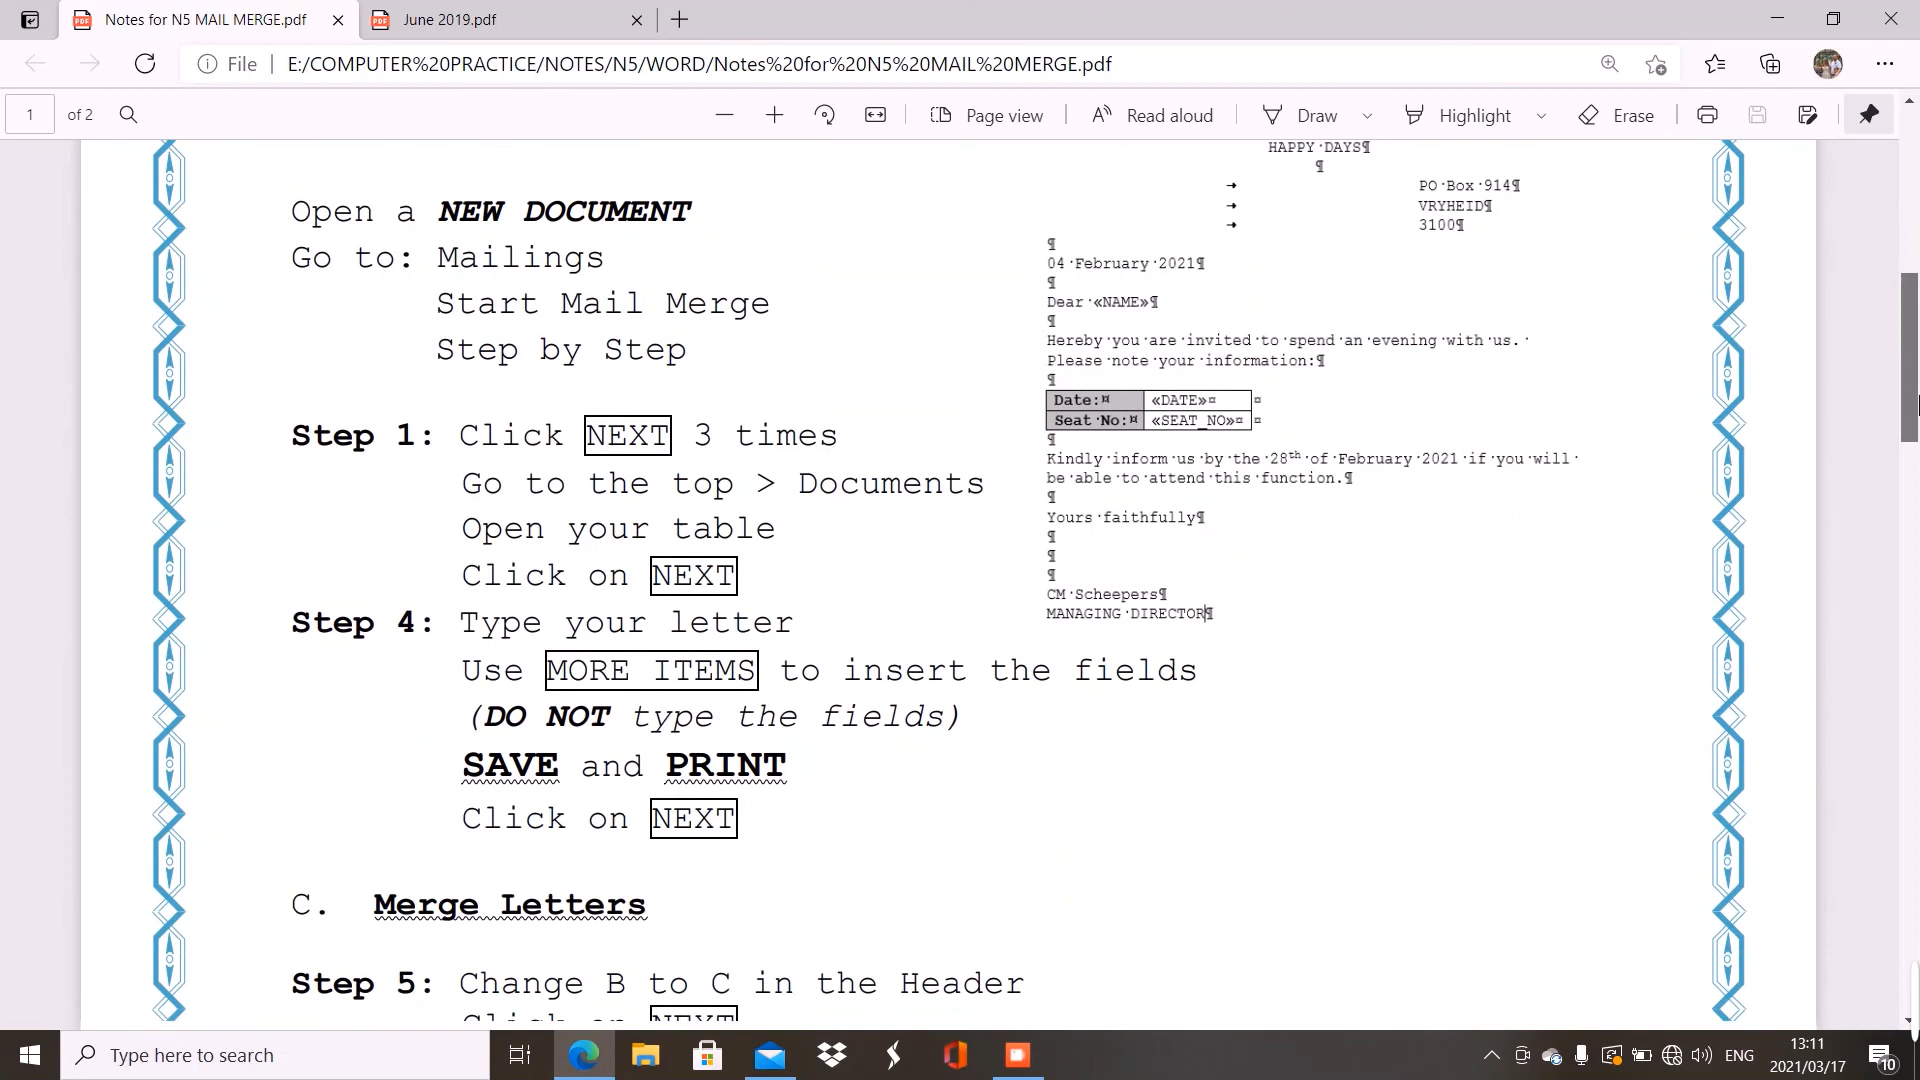 Notes for N5 MAIL MERGE.pdf
June 2019.pdf
File
E:/COMPUTER%20PRACTICE/NOTES/N5/WORD/Notes%20for%20N5%20MAIL%20MERGE.pdf
1 of 2
Page view
Read aloud
Draw
Highlight
Erase
Open a NEW DOCUMENT
Go to: Mailings
Start Mail Merge
Step by Step
Step 1: Click NEXT 3 times
Go to the top > Documents
Open your table
Click on NEXT
Step 4: Type your letter
Use MORE ITEMS to insert the fields
(DO NOT type the fields)
SAVE and PRINT
Click on NEXT
C. Merge Letters
Step 5: Change B to C in the Header
Click on NEXT
HAPPY·DAYS¶
¶
→ PO·Box·914¶
→ VRYHEID¶
→ 3100¶
¶
04·February·2021¶
¶
Dear·«NAME»¶
¶
Hereby·you·are·invited·to·spend·an·evening·with·us.·
Please·note·your·information:¶
¶
Date:¤ «DATE»¤ ¤
Seat·No:¤ «SEAT_NO»¤ ¤
¶
Kindly·inform·us·by·the·28th·of·February·2021·if·you·will·
be·able·to·attend·this·function.¶
¶
Yours·faithfully¶
¶
¶
¶
CM·Scheepers¶
MANAGING·DIRECTOR¶
Type here to search
ENG
13:11
2021/03/17
10